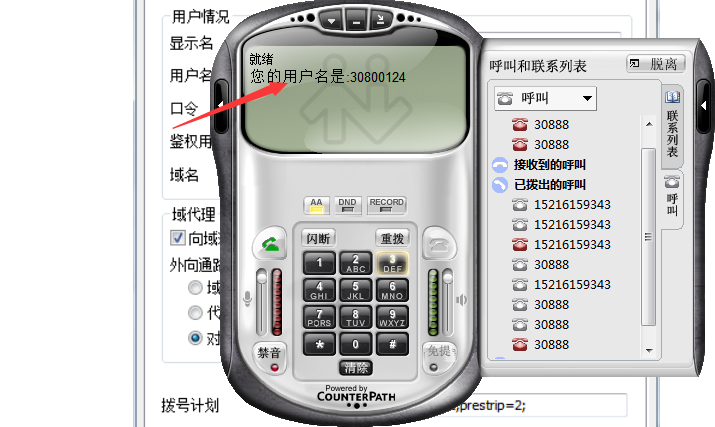 用户情况
显示名
用户名
口令
鉴权用
域名
域代理
向域
外向通路
域
代
对
拨号计划
prestrip=2;
就绪
您的用户名是:30800124
AA
DND
RECORD
闪断
重拨
1
2 ABC
3 DEF
4 GHI
5 JKL
6 MNO
7 PQRS
8 TUV
9 WXYZ
*
0
#
禁音
免提
清除
Powered by
COUNTERPATH
呼叫和联系列表
脱离
呼叫
30888
30888
接收到的呼叫
已拨出的呼叫
15216159343
15216159343
15216159343
30888
15216159343
30888
30888
30888
联系列表
呼叫